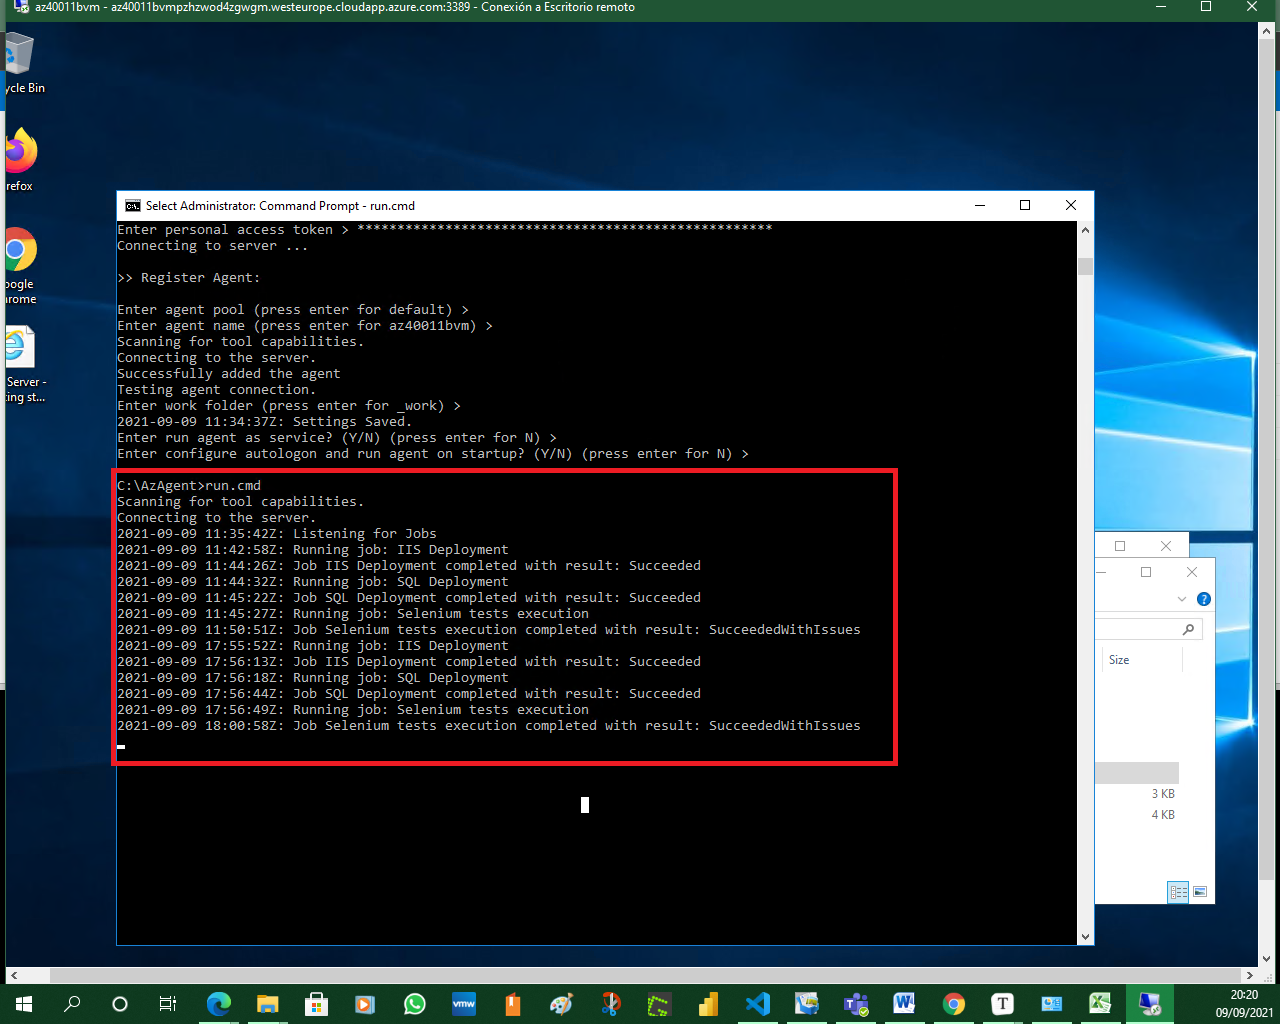 az40011bvm - az40011bvmpzhzwod4zgwgm.westeurope.cloudapp.azure.com:3389 - Conexión a Escritorio remoto
ycle Bin
refox
oogle
rome
Server -
ing st...
Select Administrator: Command Prompt - run.cmd
Enter personal access token > ****************************************************
Connecting to server ...
>> Register Agent:
Enter agent pool (press enter for default) >
Enter agent name (press enter for az40011bvm) >
Scanning for tool capabilities.
Connecting to the server.
Successfully added the agent
Testing agent connection.
Enter work folder (press enter for _work) >
2021-09-09 11:34:37Z: Settings Saved.
Enter run agent as service? (Y/N) (press enter for N) >
Enter configure autologon and run agent on startup? (Y/N) (press enter for N) >
C:\AzAgent>run.cmd
Scanning for tool capabilities.
Connecting to the server.
2021-09-09 11:35:42Z: Listening for Jobs
2021-09-09 11:42:58Z: Running job: IIS Deployment
2021-09-09 11:44:26Z: Job IIS Deployment completed with result: Succeeded
2021-09-09 11:44:32Z: Running job: SQL Deployment
2021-09-09 11:45:22Z: Job SQL Deployment completed with result: Succeeded
2021-09-09 11:45:27Z: Running job: Selenium tests execution
2021-09-09 11:50:51Z: Job Selenium tests execution completed with result: SucceededWithIssues
2021-09-09 17:55:52Z: Running job: IIS Deployment
2021-09-09 17:56:13Z: Job IIS Deployment completed with result: Succeeded
2021-09-09 17:56:18Z: Running job: SQL Deployment
2021-09-09 17:56:44Z: Job SQL Deployment completed with result: Succeeded
2021-09-09 17:56:49Z: Running job: Selenium tests execution
2021-09-09 18:00:58Z: Job Selenium tests execution completed with result: SucceededWithIssues
Size
3 KB
4 KB
vmw
20:20
09/09/2021